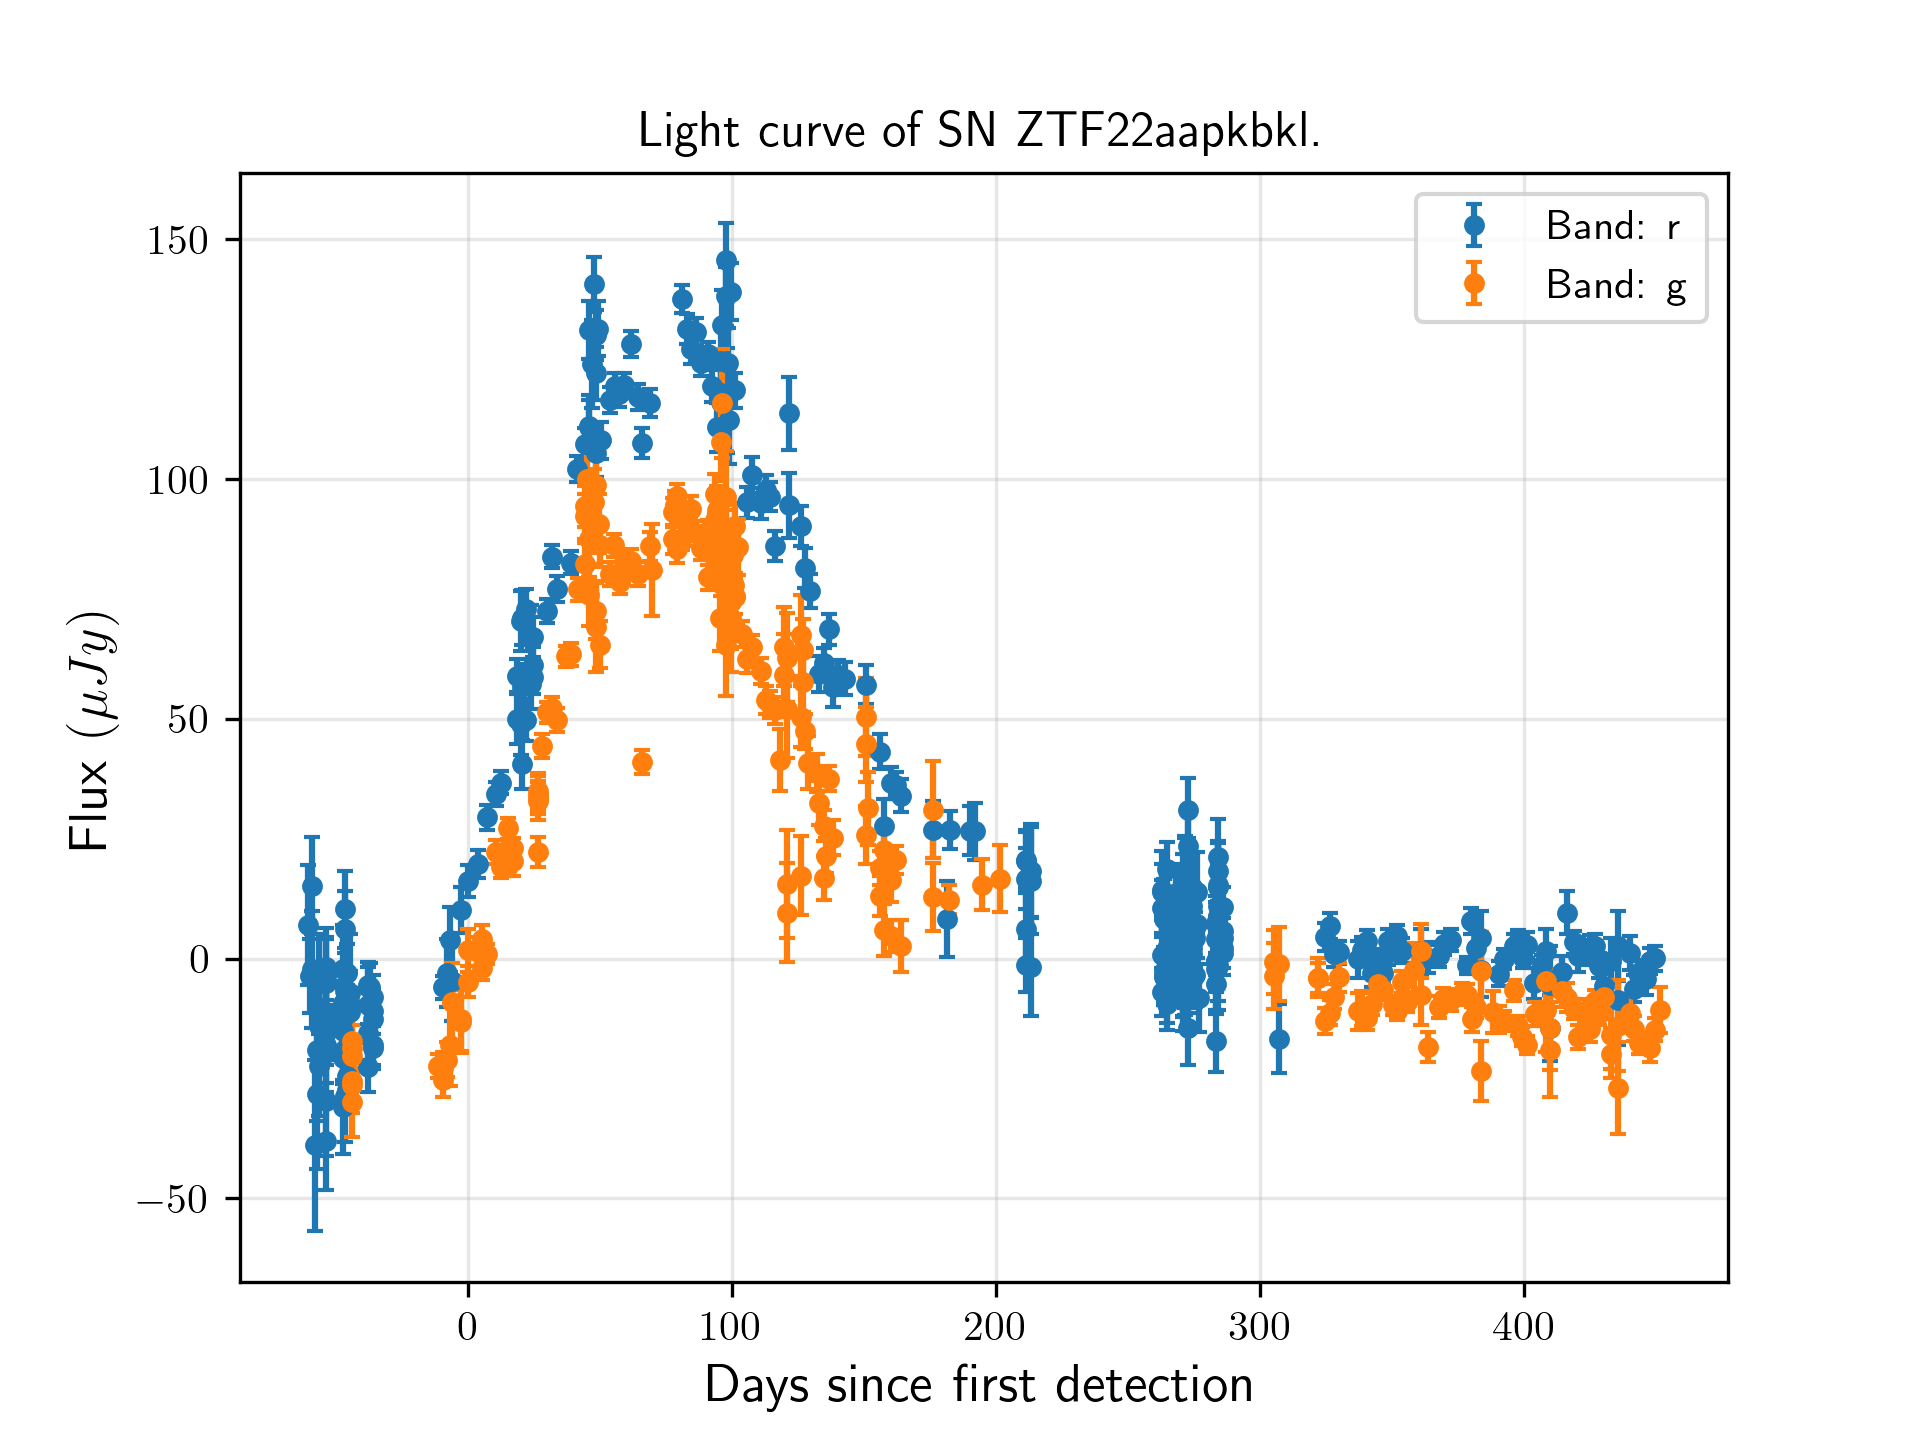 Light curve of SN ZTF22aapkbkl.
Band: r
Band: g
Flux (μJy)
150
100
50
0
−50
0 100 200 300 400
Days since first detection